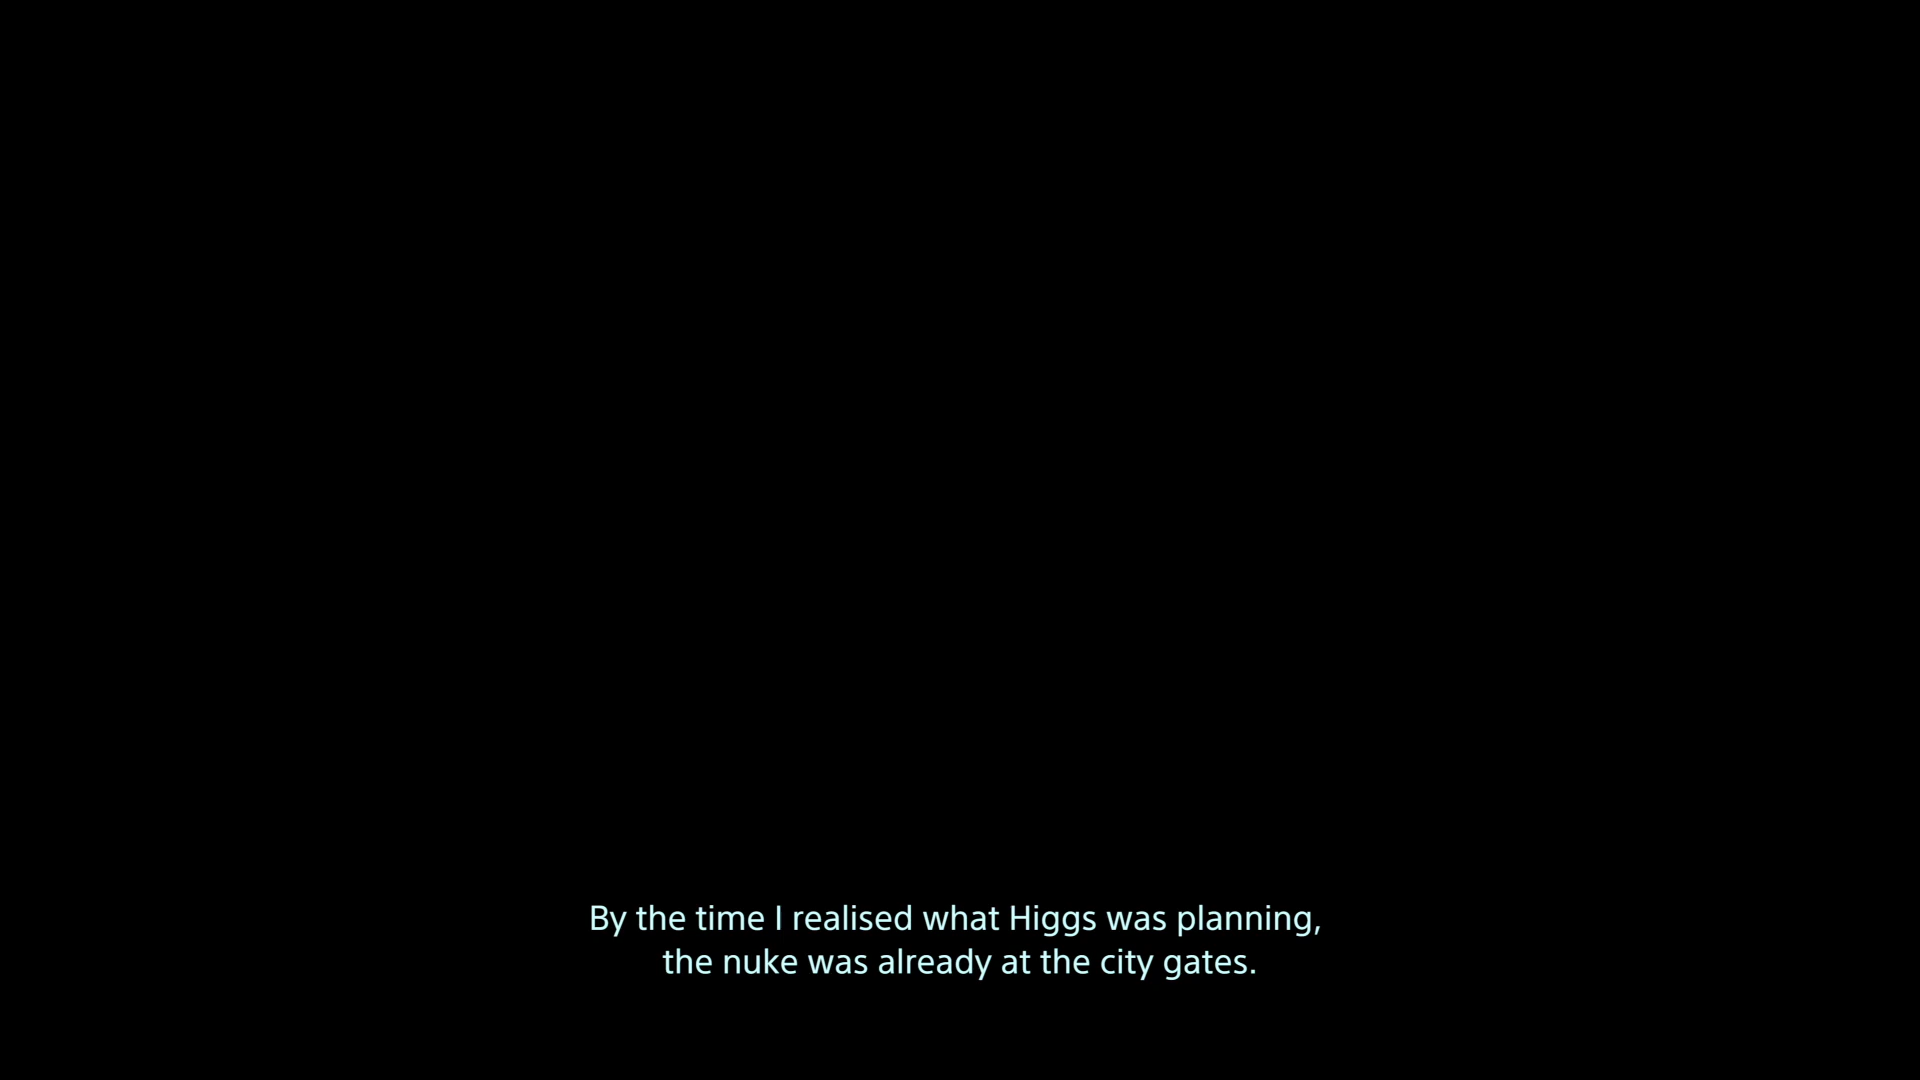 By the time I realised what Higgs was planning,
the nuke was already at the city gates.